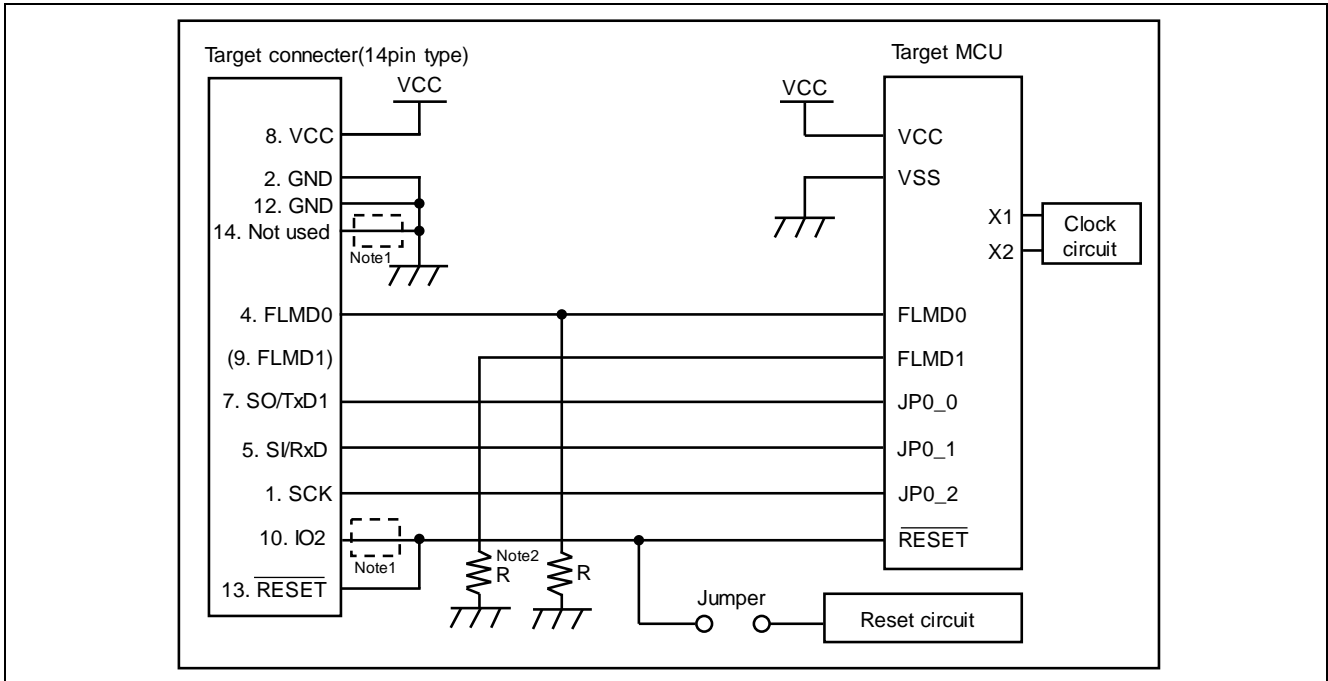 Target connecter(14pin type)
VCC
8. VCC
2. GND
12. GND
14. Not used
Note1
4. FLMD0
(9. FLMD1)
7. SO/TxD1
5. SI/RxD
1. SCK
10. IO2
Note1
13. RESET
Note2
R
R
Jumper
Reset circuit
Target MCU
VCC
VCC
VSS
X1
X2
Clock
circuit
FLMD0
FLMD1
JP0_0
JP0_1
JP0_2
RESET